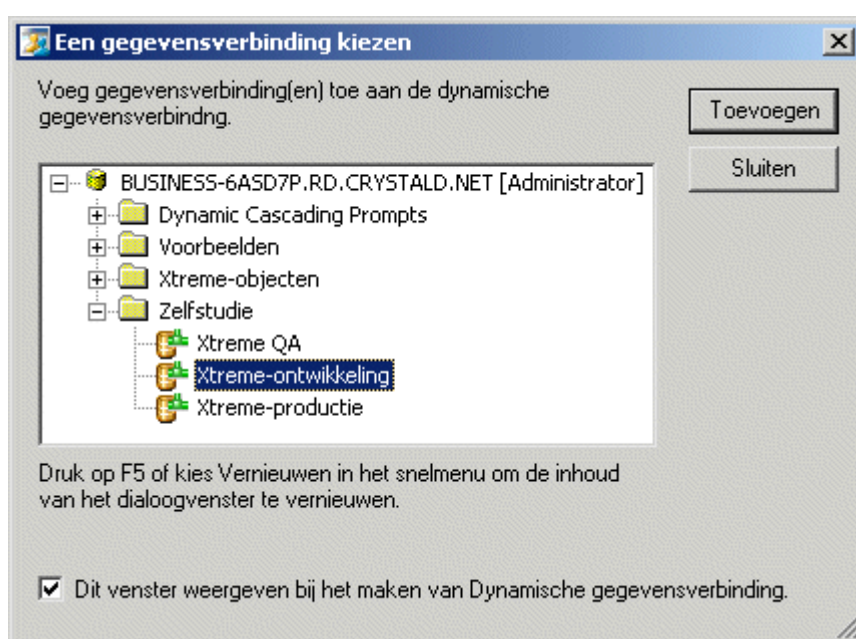 Een gegevensverbinding kiezen
Voeg gegevensverbinding(en) toe aan de dynamische
gegevensverbindng.
Toevoegen
Sluiten
BUSINESS-6ASD7P.RD.CRYSTALD.NET [Administrator]
Dynamic Cascading Prompts
Voorbeelden
Xtreme-objecten
Zelfstudie
Xtreme QA
Xtreme-ontwikkeling
Xtreme-productie
Druk op F5 of kies Vernieuwen in het snelmenu om de inhoud
van het dialoogvenster te vernieuwen.
Dit venster weergeven bij het maken van Dynamische gegevensverbinding.